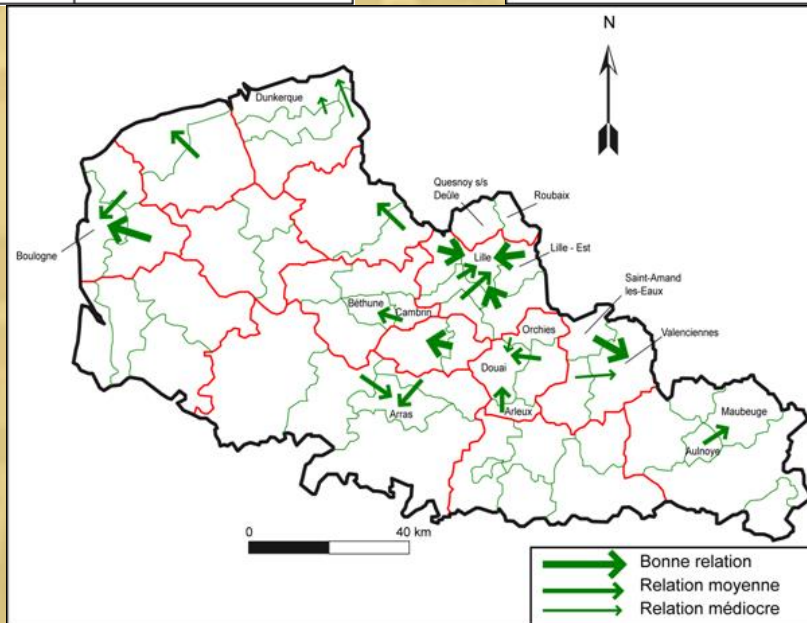 N
Dunkerque
Quesnoy s/s
Deûle
Roubaix
Boulogne
Lille
Lille - Est
Saint-Amand
les-Eaux
Béthune
Cambrin
Orchies
Valenciennes
Douai
Arras
Arleux
Maubeuge
Aulnoye
0
40 km
Bonne relation
Relation moyenne
Relation médiocre